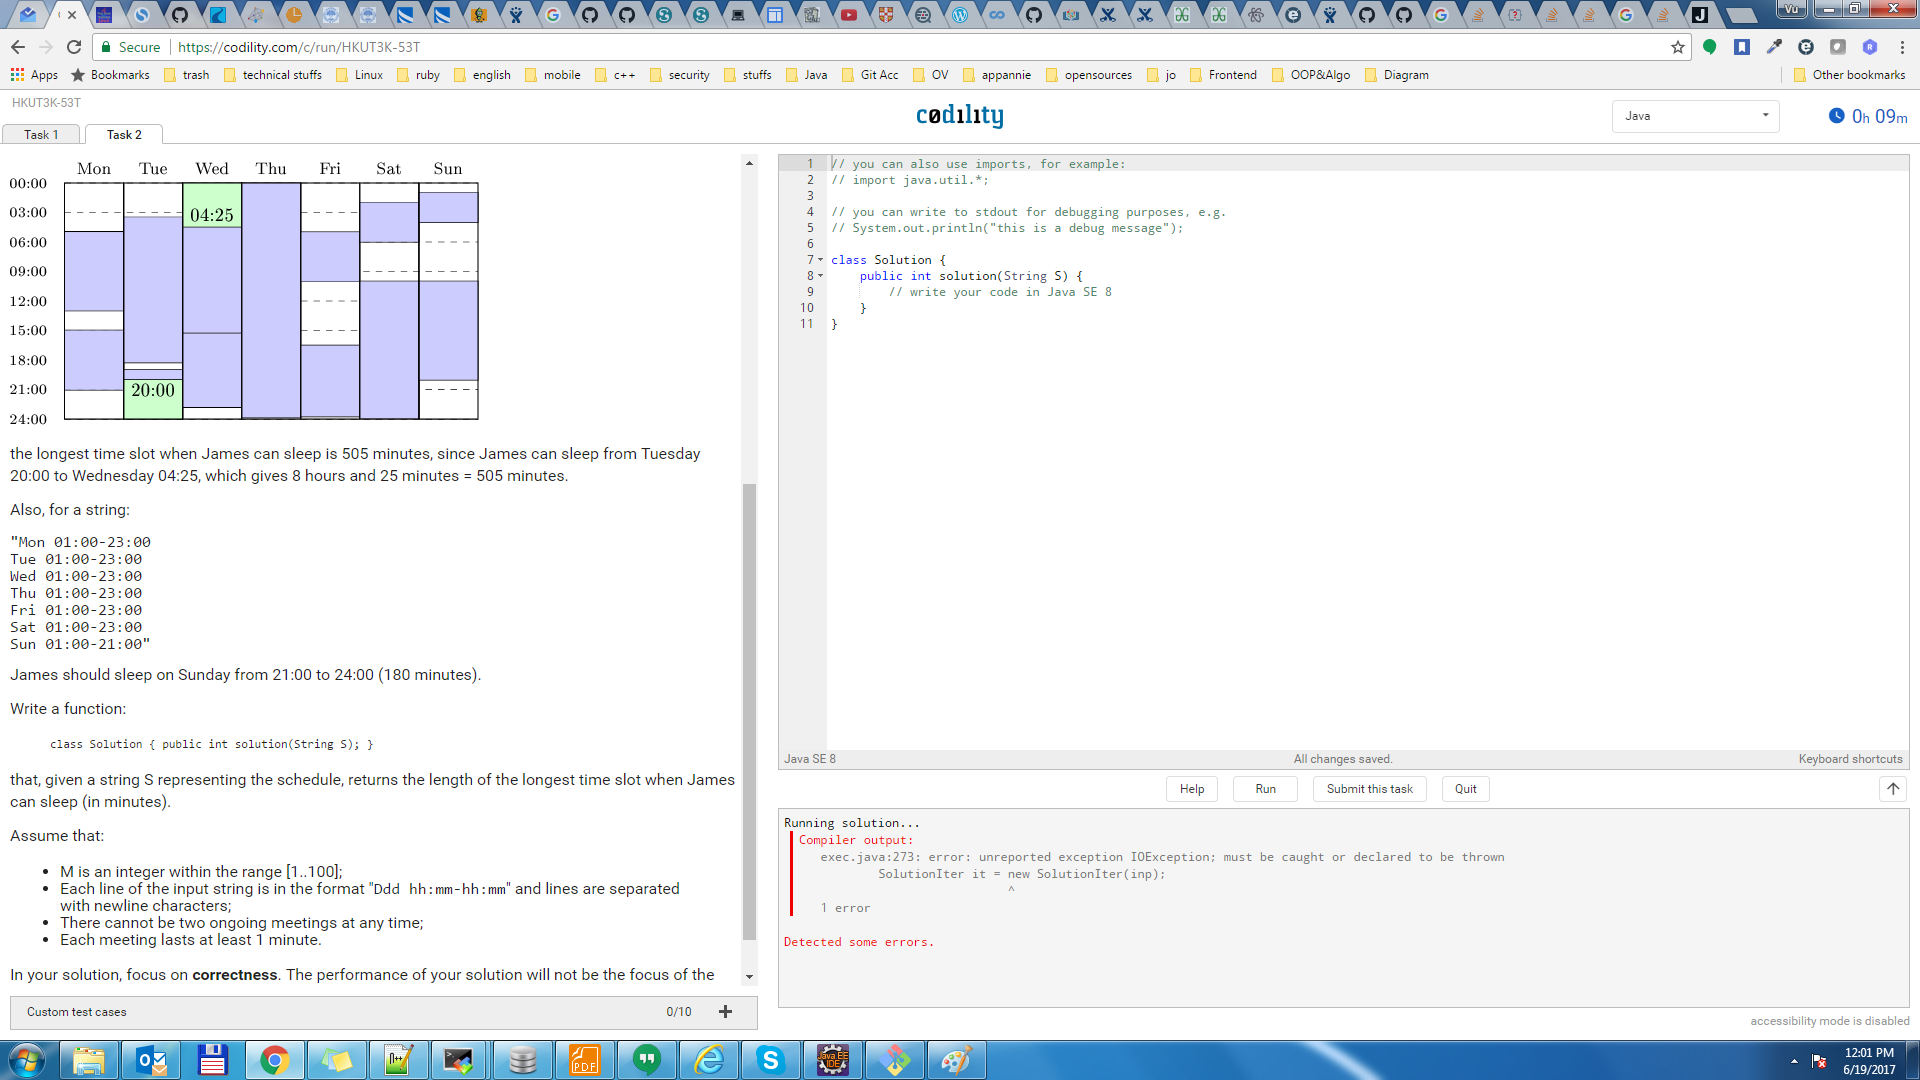 Vu
Secure
https://codility.com/c/run/HKUT3K-53T
Apps
Bookmarks
trash
technical stuffs
Linux
ruby
english
mobile
c++
security
stuffs
Java
Git Acc
OV
appannie
opensources
jo
Frontend
OOP&Algo
Diagram
Other bookmarks
HKUT3K-53T
codility
Java
0h 09m
Task 1
Task 2
Mon Tue Wed Thu Fri Sat Sun
00:00
03:00
04:25
06:00
09:00
12:00
15:00
18:00
21:00
20:00
24:00
the longest time slot when James can sleep is 505 minutes, since James can sleep from Tuesday
20:00 to Wednesday 04:25, which gives 8 hours and 25 minutes = 505 minutes.
Also, for a string:
"Mon 01:00-23:00
Tue 01:00-23:00
Wed 01:00-23:00
Thu 01:00-23:00
Fri 01:00-23:00
Sat 01:00-23:00
Sun 01:00-21:00"
James should sleep on Sunday from 21:00 to 24:00 (180 minutes).
Write a function:
class Solution { public int solution(String S); }
that, given a string S representing the schedule, returns the length of the longest time slot when James
can sleep (in minutes).
Assume that:
• M is an integer within the range [1..100];
• Each line of the input string is in the format "Ddd hh:mm-hh:mm" and lines are separated
with newline characters;
• There cannot be two ongoing meetings at any time;
• Each meeting lasts at least 1 minute.
In your solution, focus on correctness. The performance of your solution will not be the focus of the
Custom test cases
0/10
1 // you can also use imports, for example:
2 // import java.util.*;
3
4 // you can write to stdout for debugging purposes, e.g.
5 // System.out.println("this is a debug message");
6
7 class Solution {
8 public int solution(String S) {
9 // write your code in Java SE 8
10 }
11 }
Java SE 8
All changes saved.
Keyboard shortcuts
Help
Run
Submit this task
Quit
Running solution...
Compiler output:
exec.java:273: error: unreported exception IOException; must be caught or declared to be thrown
SolutionIter it = new SolutionIter(inp);
^
1 error
Detected some errors.
accessibility mode is disabled
PDF
Java EE
IDE
12:01 PM
6/19/2017